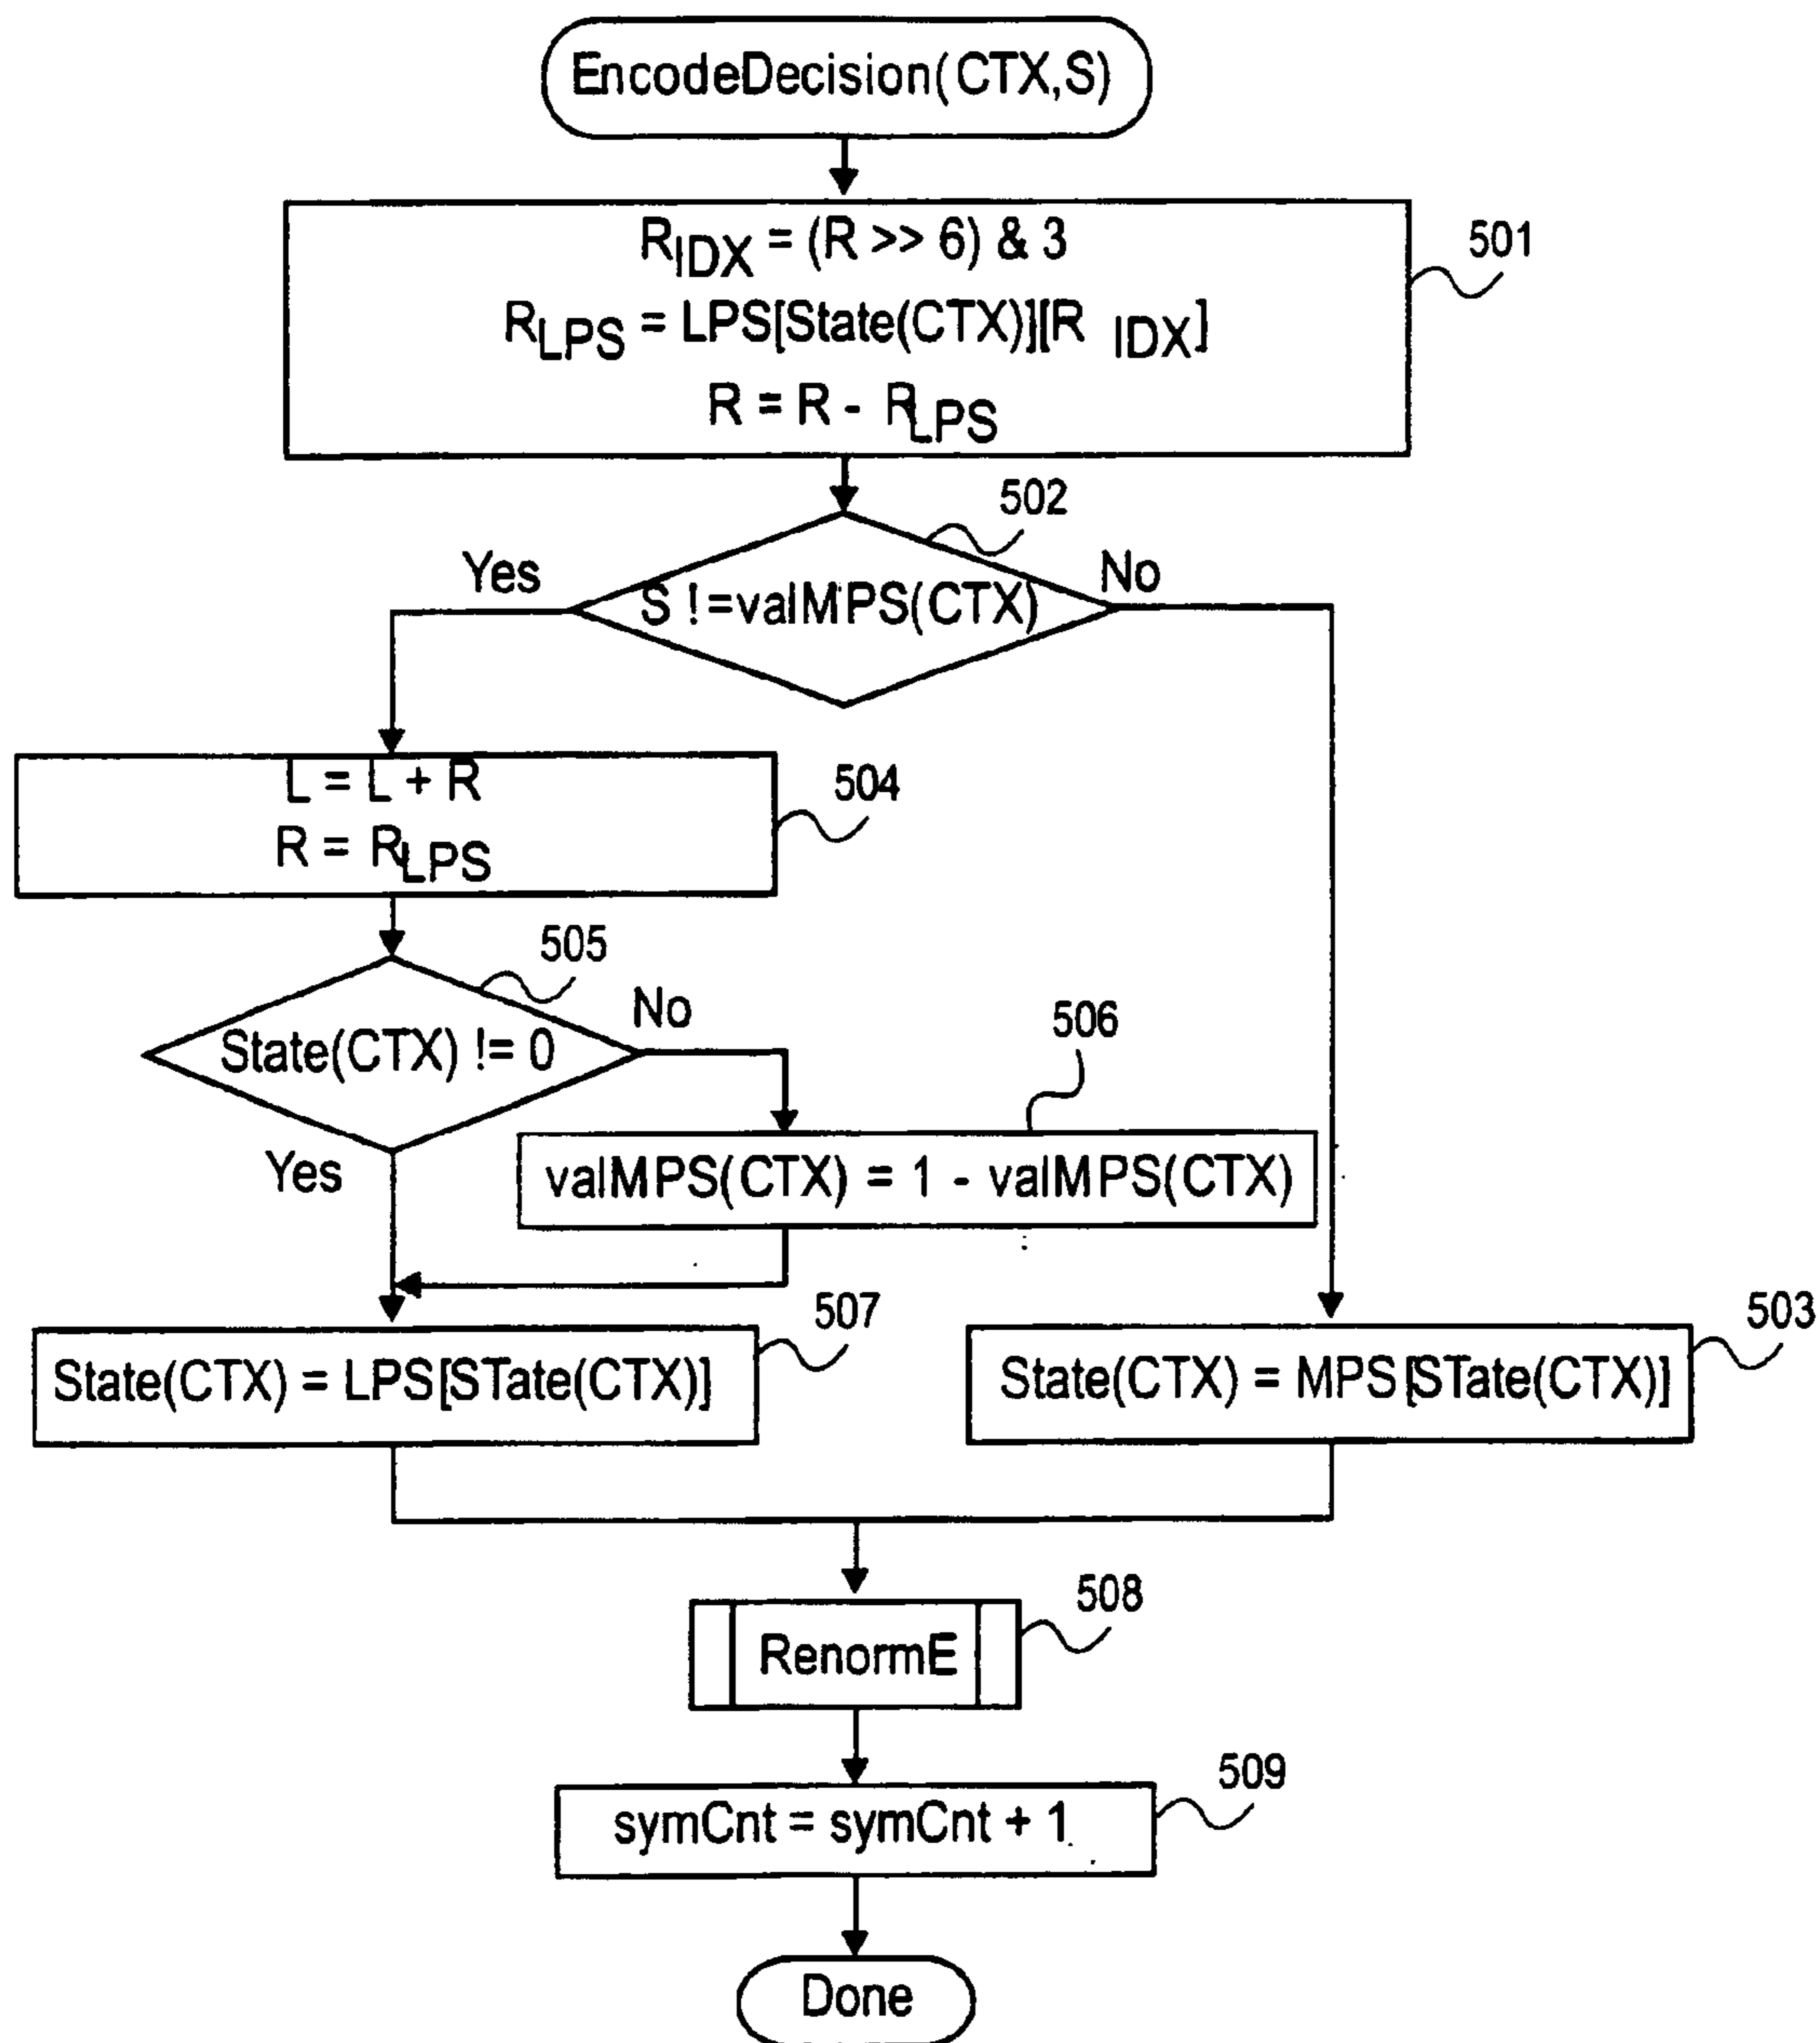 EncodeDecision(CTX,S)
RIDX = (R >> 6) & 3
RLPS = LPS[State(CTX)][R IDX]
R = R - RLPS
501
502
Yes
No
S !=valMPS(CTX)
L = L + R
R = RLPS
504
505
No
State(CTX) != 0
506
Yes
valMPS(CTX) = 1 - valMPS(CTX)
507
503
State(CTX) = LPS[STate(CTX)]
State(CTX) = MPS[STate(CTX)]
508
RenormE
509
symCnt = symCnt + 1
Done